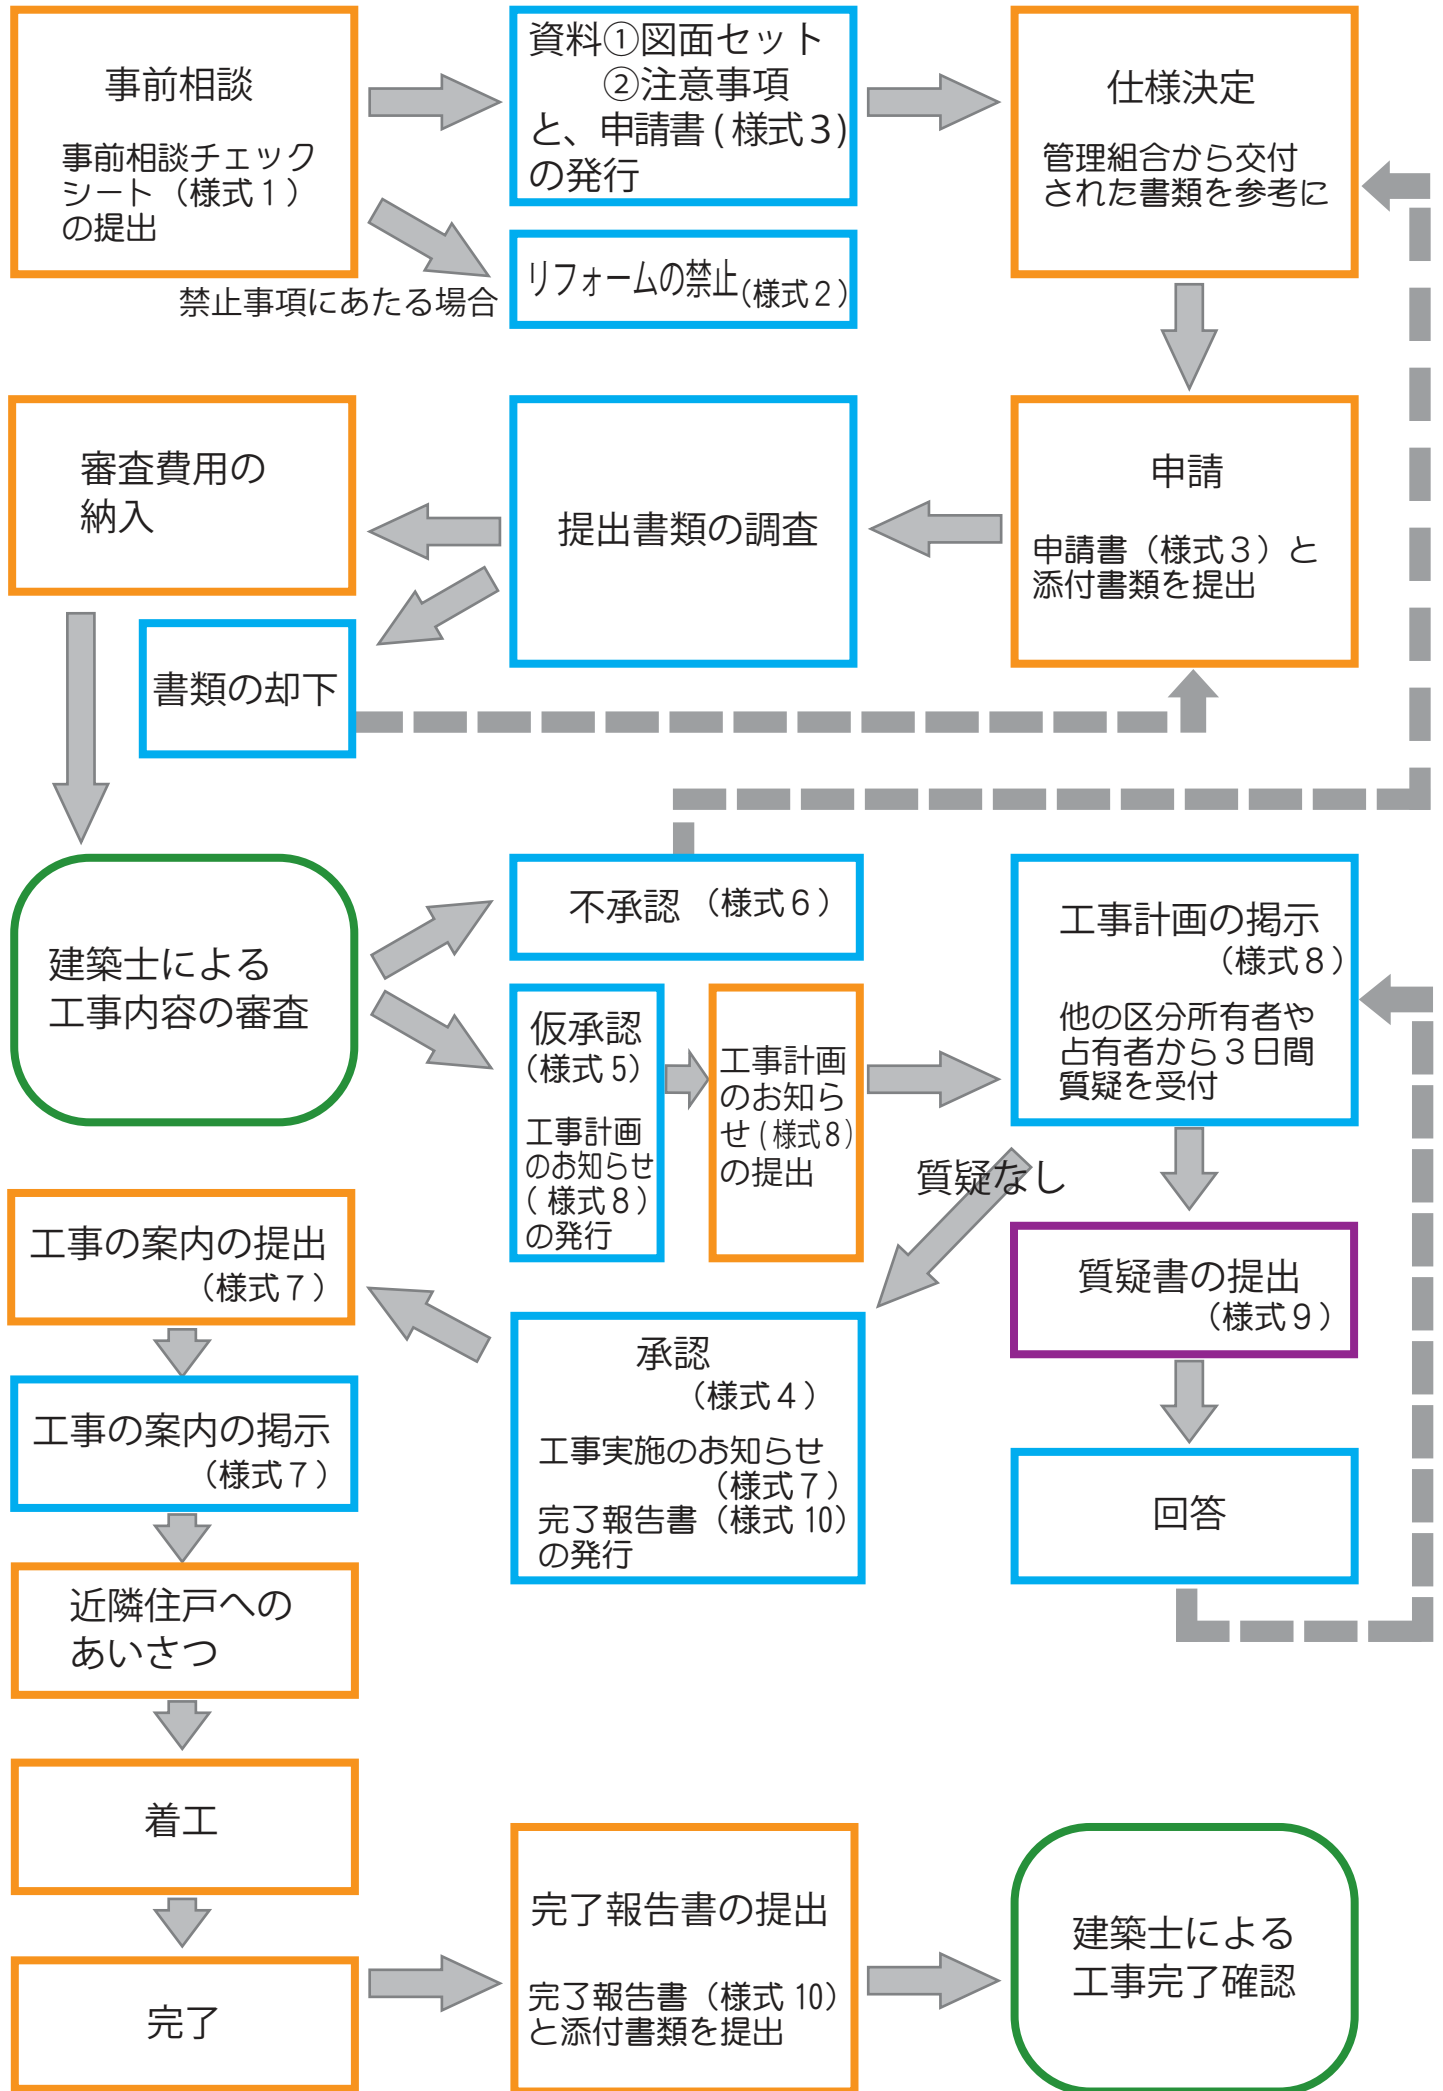 事前相談
事前相談チェック
シート（様式１）
の提出
資料①図面セット
②注意事項
と、申請書(様式３)
の発行
仕様決定
管理組合から交付
された書類を参考に
リフォームの禁止(様式２)
禁止事項にあたる場合
審査費用の
納入
提出書類の調査
申請
申請書（様式３）と
添付書類を提出
書類の却下
建築士による
工事内容の審査
不承認（様式６）
仮承認
(様式５)
工事計画
のお知らせ
(様式８)
の発行
工事計画
のお知ら
せ(様式８)
の提出
工事計画の掲示
（様式８）
他の区分所有者や
占有者から３日間
質疑を受付
質疑なし
質疑書の提出
（様式９）
回答
承認
（様式４）
工事実施のお知らせ
（様式７）
完了報告書（様式10）
の発行
工事の案内の提出
（様式７）
工事の案内の掲示
（様式７）
近隣住戸への
あいさつ
着工
完了
完了報告書の提出
完了報告書（様式10）
と添付書類を提出
建築士による
工事完了確認